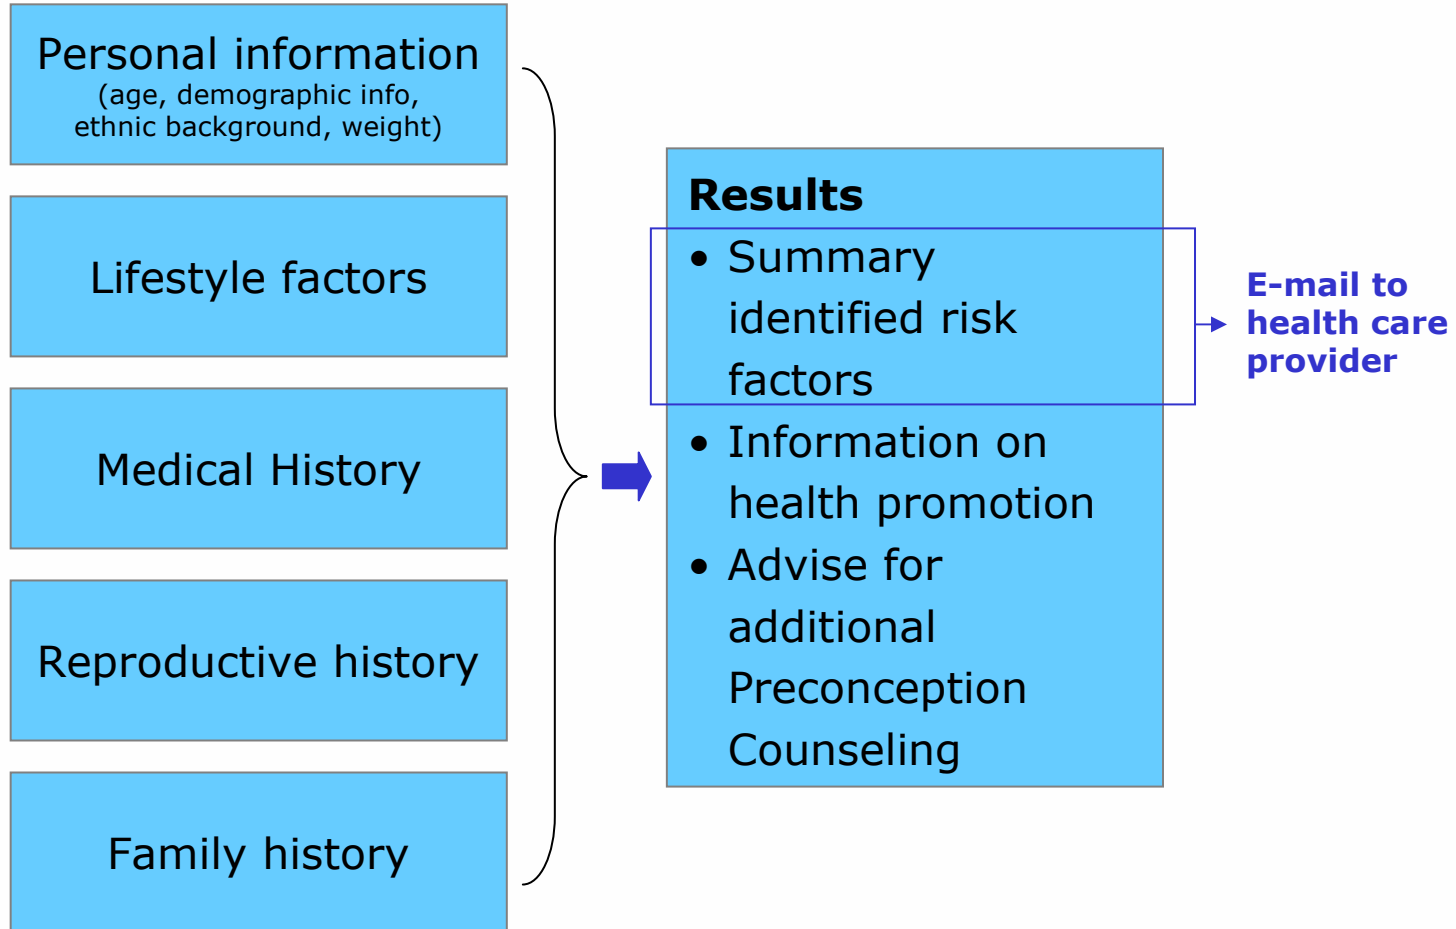 Personal information
(age, demographic info,
ethnic background, weight)
Lifestyle factors
Medical History
Reproductive history
Family history
Results
• Summary
identified risk
factors
• Information on
health promotion
• Advise for
additional
Preconception
Counseling
E-mail to
health care
provider